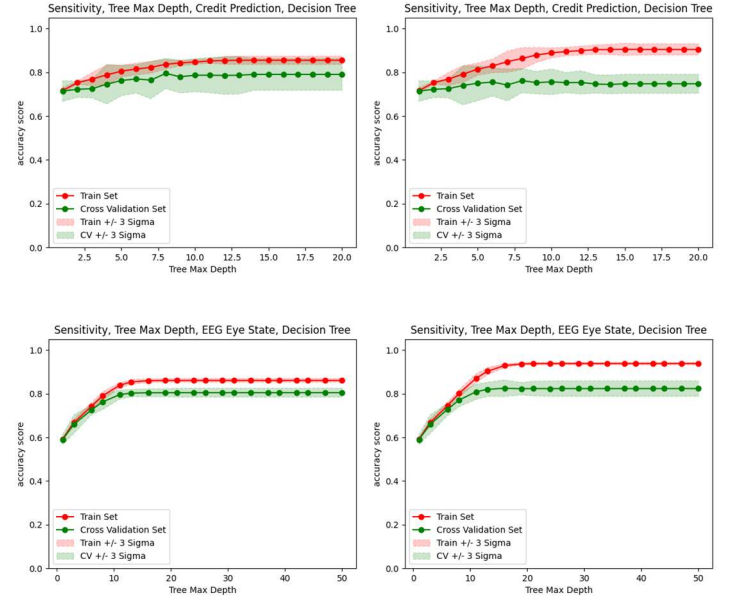 Sensitivity, Tree Max Depth, Credit Prediction, Decision Tree
1.0
0.8
0.6
0.4
0.2
0.0
accuracy score
Train Set
Cross Validation Set
Train +/- 3 Sigma
CV +/- 3 Sigma
2.5 5.0 7.5 10.0 12.5 15.0 17.5 20.0
Tree Max Depth
Sensitivity, Tree Max Depth, Credit Prediction, Decision Tree
1.0
0.8
0.6
0.4
0.2
0.0
accuracy score
Train Set
Cross Validation Set
Train +/- 3 Sigma
CV +/- 3 Sigma
2.5 5.0 7.5 10.0 12.5 15.0 17.5 20.0
Tree Max Depth
Sensitivity, Tree Max Depth, EEG Eye State, Decision Tree
1.0
0.8
0.6
0.4
0.2
0.0
accuracy score
Train Set
Cross Validation Set
Train +/- 3 Sigma
CV +/- 3 Sigma
0 10 20 30 40 50
Tree Max Depth
Sensitivity, Tree Max Depth, EEG Eye State, Decision Tree
1.0
0.8
0.6
0.4
0.2
0.0
accuracy score
Train Set
Cross Validation Set
Train +/- 3 Sigma
CV +/- 3 Sigma
0 10 20 30 40 50
Tree Max Depth